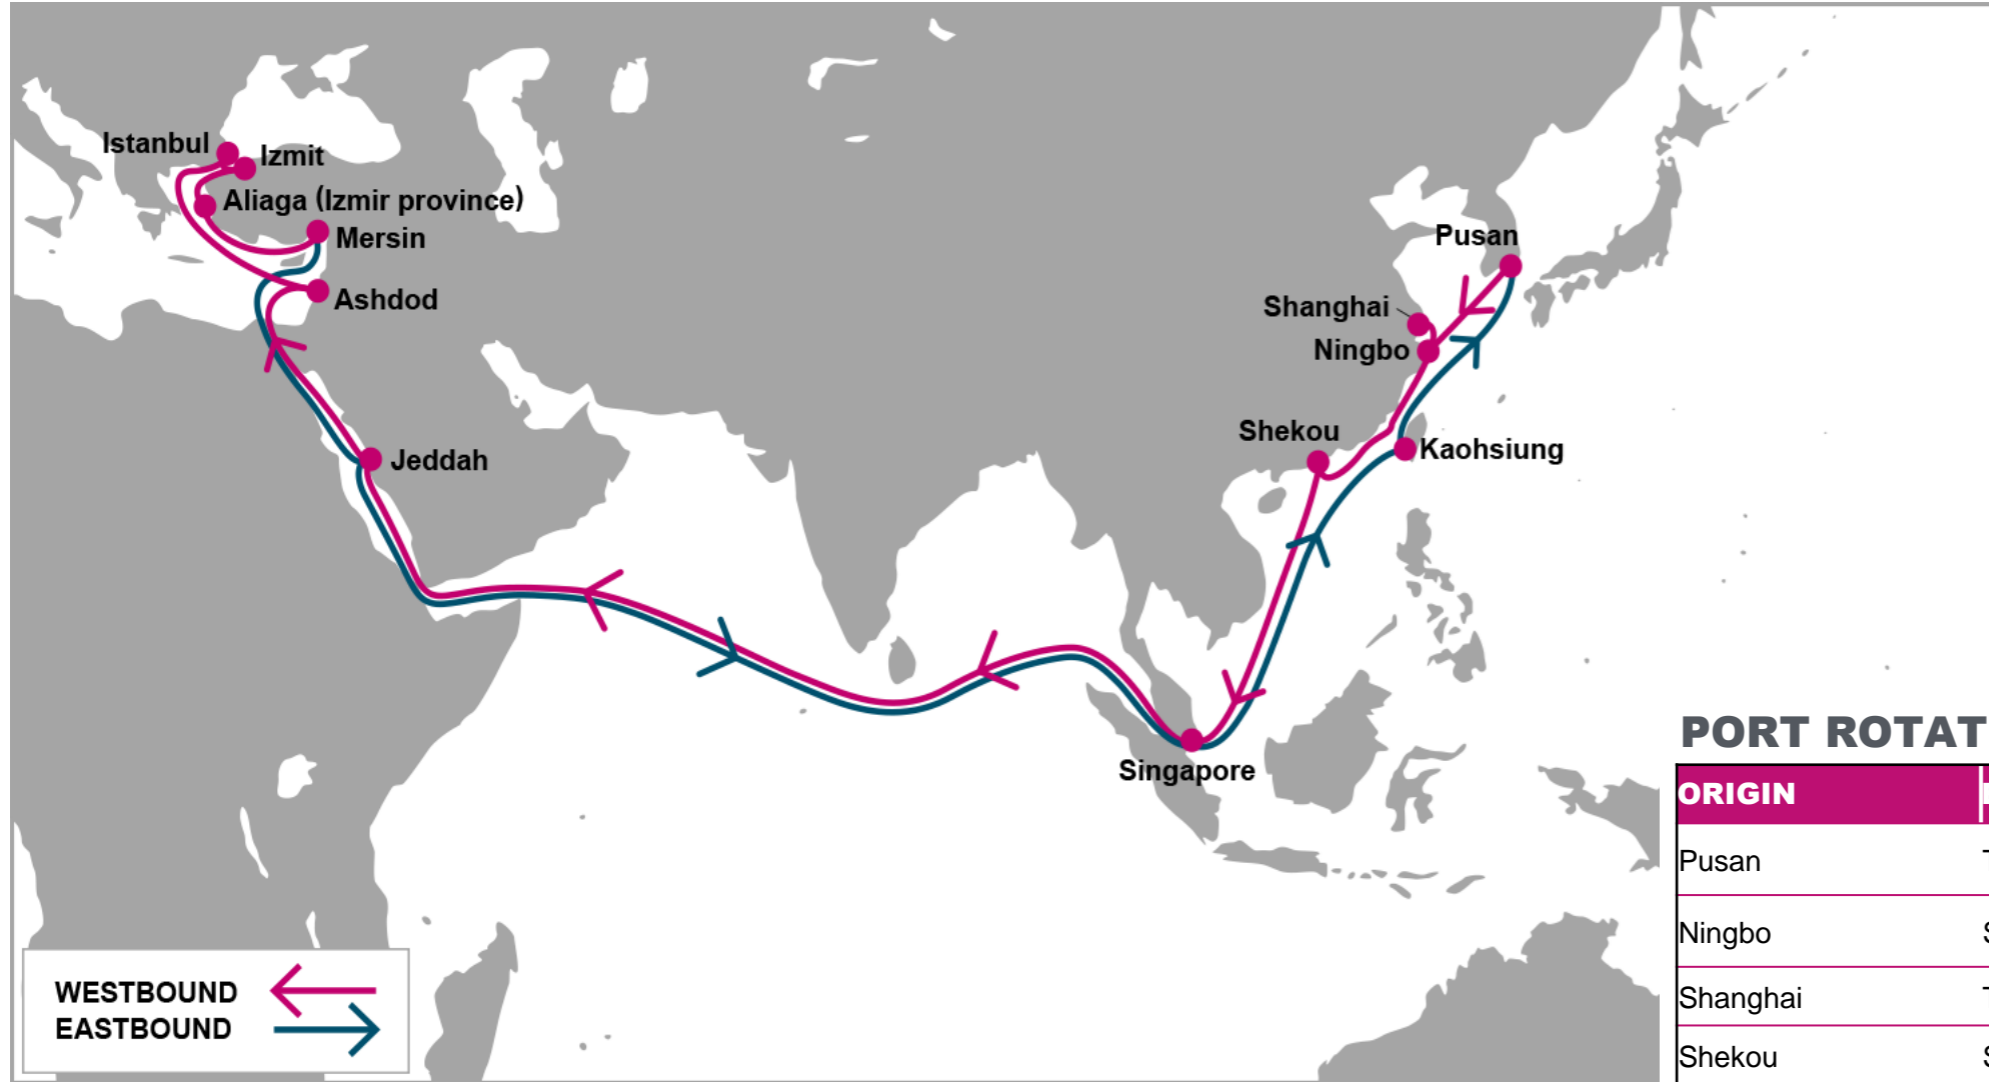 Istanbul
Izmit
Aliaga (Izmir province)
Mersin
Ashdod
Jeddah
Pusan
Shanghai
Ningbo
Shekou
Kaohsiung
Singapore
WESTBOUND
EASTBOUND
PORT ROTAT
ORIGIN
Pusan
Ningbo
Shanghai
Shekou